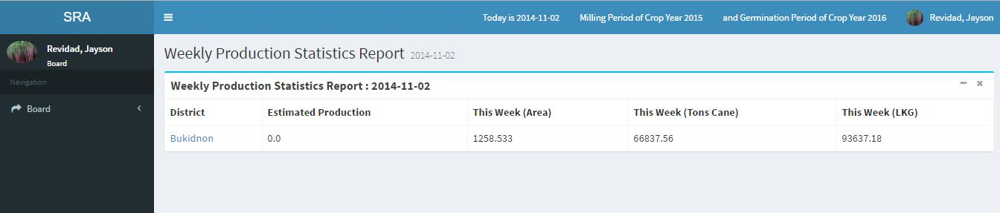 SRA
Today is 2014-11-02 Milling Period of Crop Year 2015 and Germination Period of Crop Year 2016 Revidad, Jayson
Revidad, Jayson
Board
Navigation
Board
Weekly Production Statistics Report 2014-11-02
Weekly Production Statistics Report : 2014-11-02
District Estimated Production This Week (Area) This Week (Tons Cane) This Week (LKG)
Bukidnon 0.0 1258.533 66837.56 93637.18